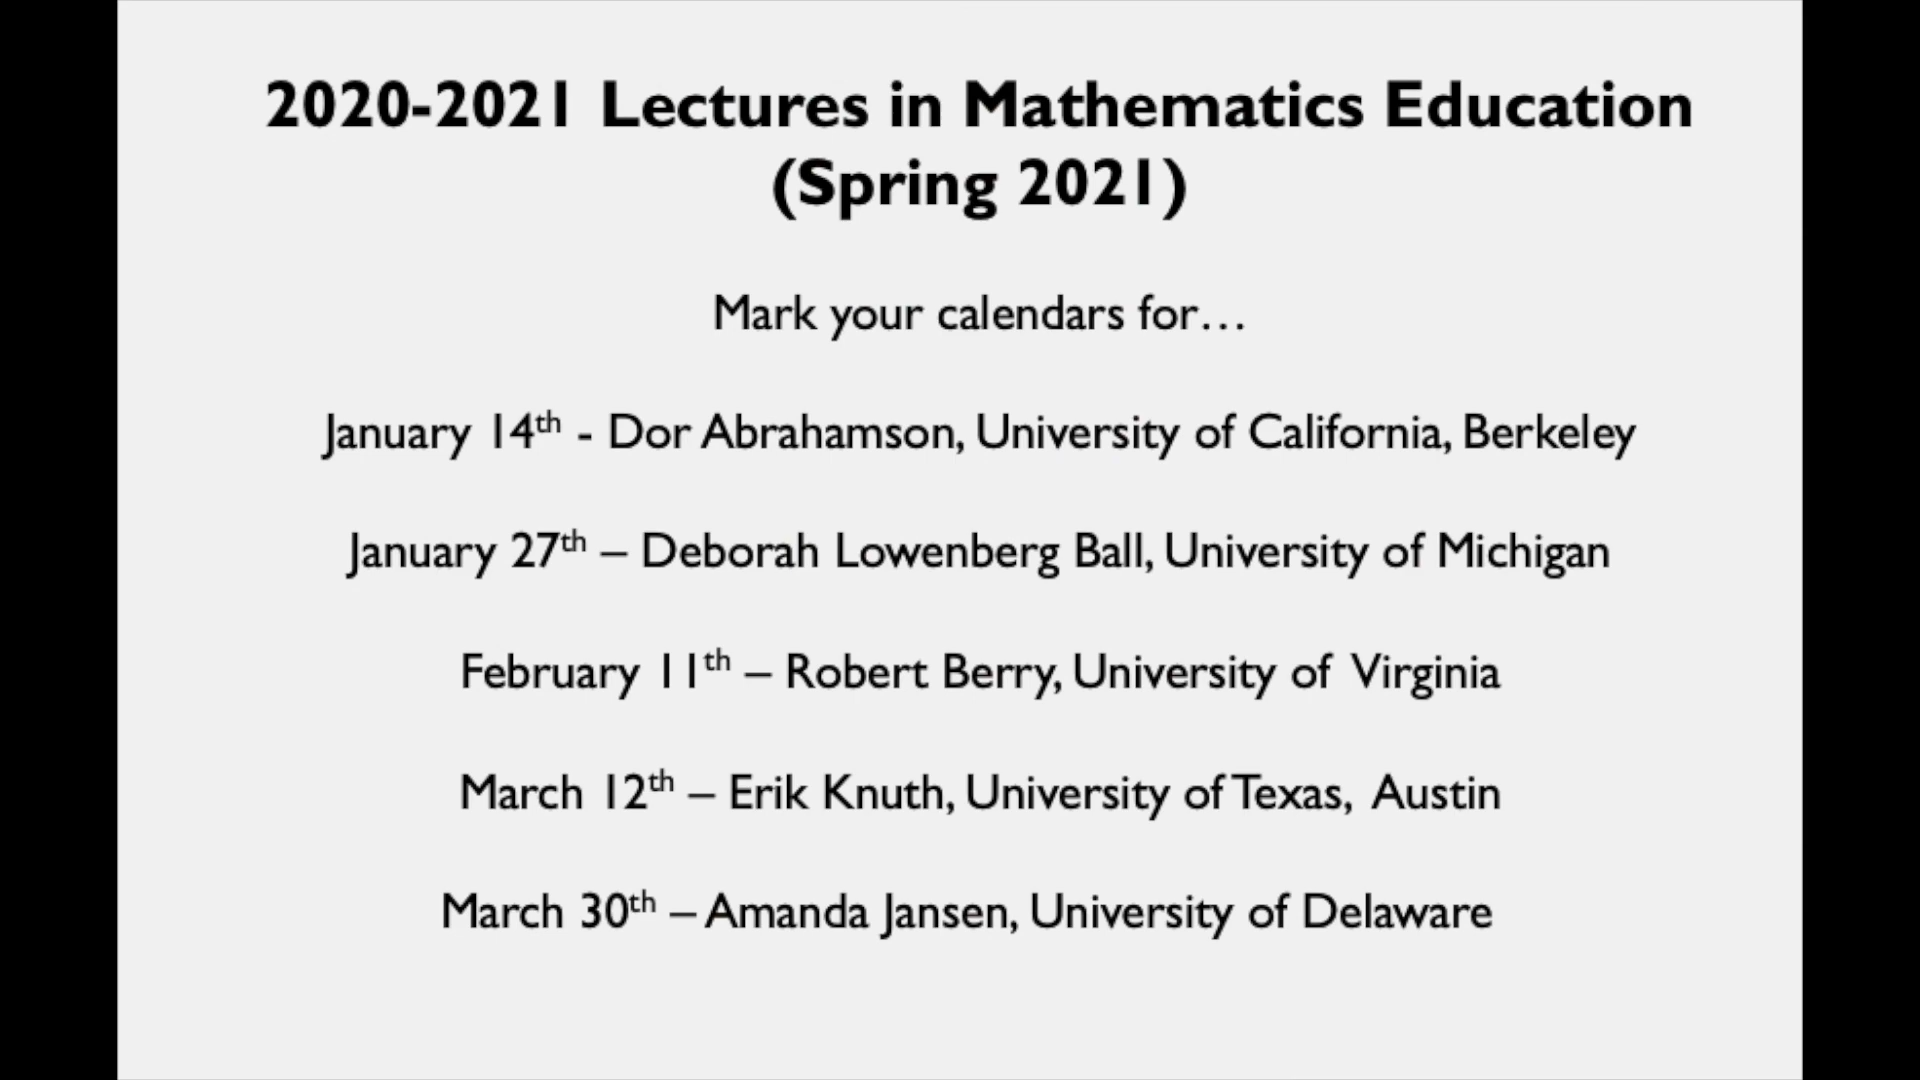 2020-2021 Lectures in Mathematics Education
(Spring 2021)
Mark your calendars for…
January 14th - Dor Abrahamson, University of California, Berkeley
January 27th – Deborah Lowenberg Ball, University of Michigan
February 11th – Robert Berry, University of Virginia
March 12th – Erik Knuth, University of Texas, Austin
March 30th – Amanda Jansen, University of Delaware